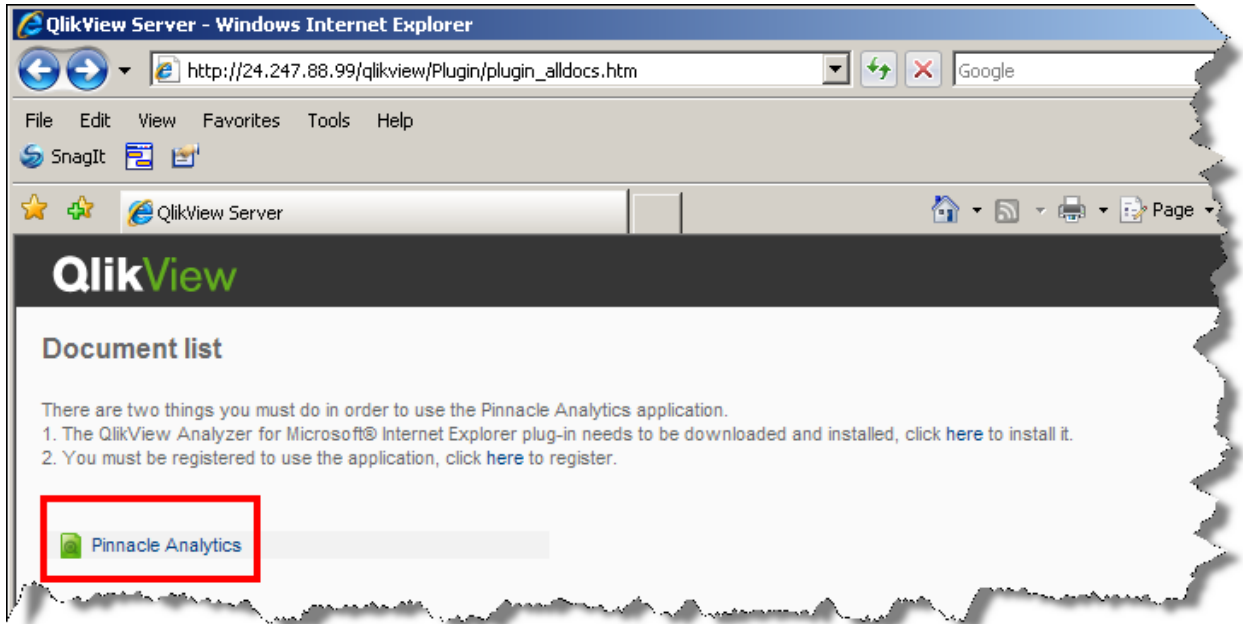 QlikView Server - Windows Internet Explorer
http://24.247.88.99/qlikview/Plugin/plugin_alldocs.htm
Google
File Edit View Favorites Tools Help
SnagIt
QlikView Server
Page
QlikView
Document list
There are two things you must do in order to use the Pinnacle Analytics application.
1. The QlikView Analyzer for Microsoft® Internet Explorer plug-in needs to be downloaded and installed, click here to install it.
2. You must be registered to use the application, click here to register.
Pinnacle Analytics